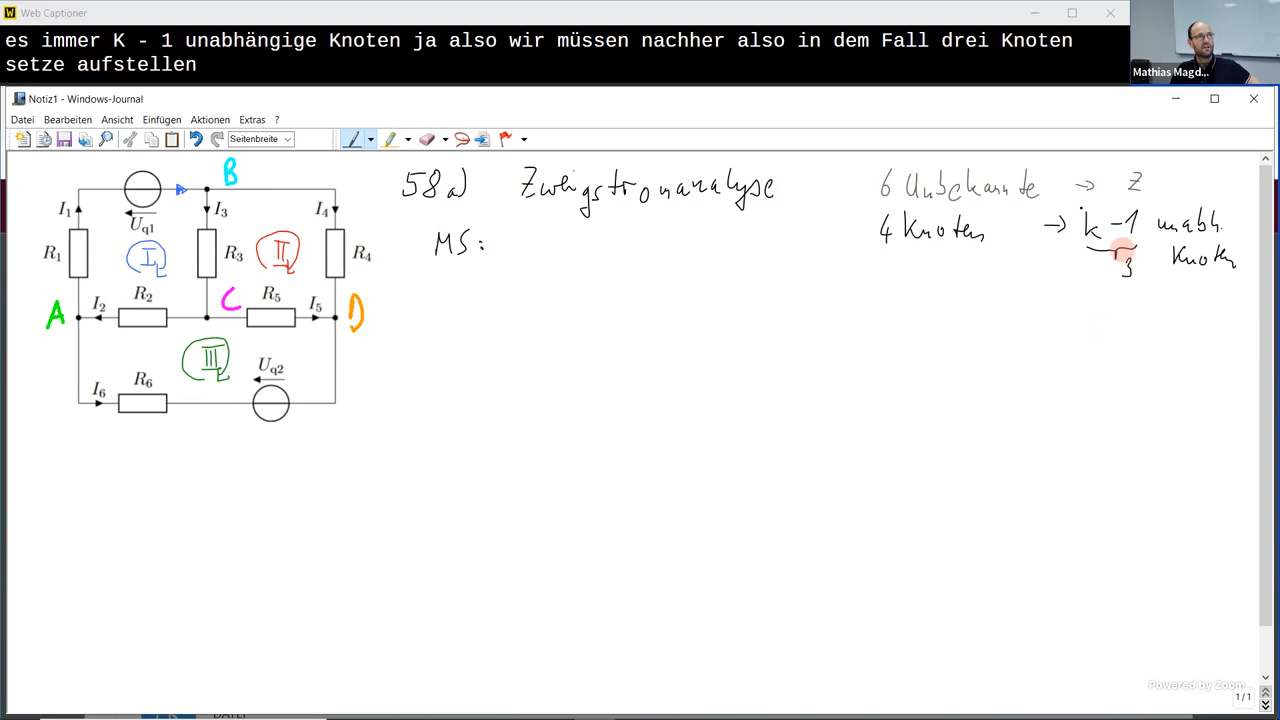 Web Captioner
es immer K - 1 unabhängige Knoten ja also wir müssen nachher also in dem Fall drei Knoten
setze aufstellen
Mathias Magd...
Notiz1 - Windows-Journal
Datei Bearbeiten Ansicht Einfügen Aktionen Extras ?
Seitenbreite
58a) Zweigstromanalyse
6 Unbekannte → Z
4 Knoten → k - 1 unabh.
Knoten
3
MS:
B
I1 Uq1 I3 I4
R1 I R3 II R4
A I2 R2 C R5 I5 D
III
I6 R6 Uq2
Powered by Zoom
1/1